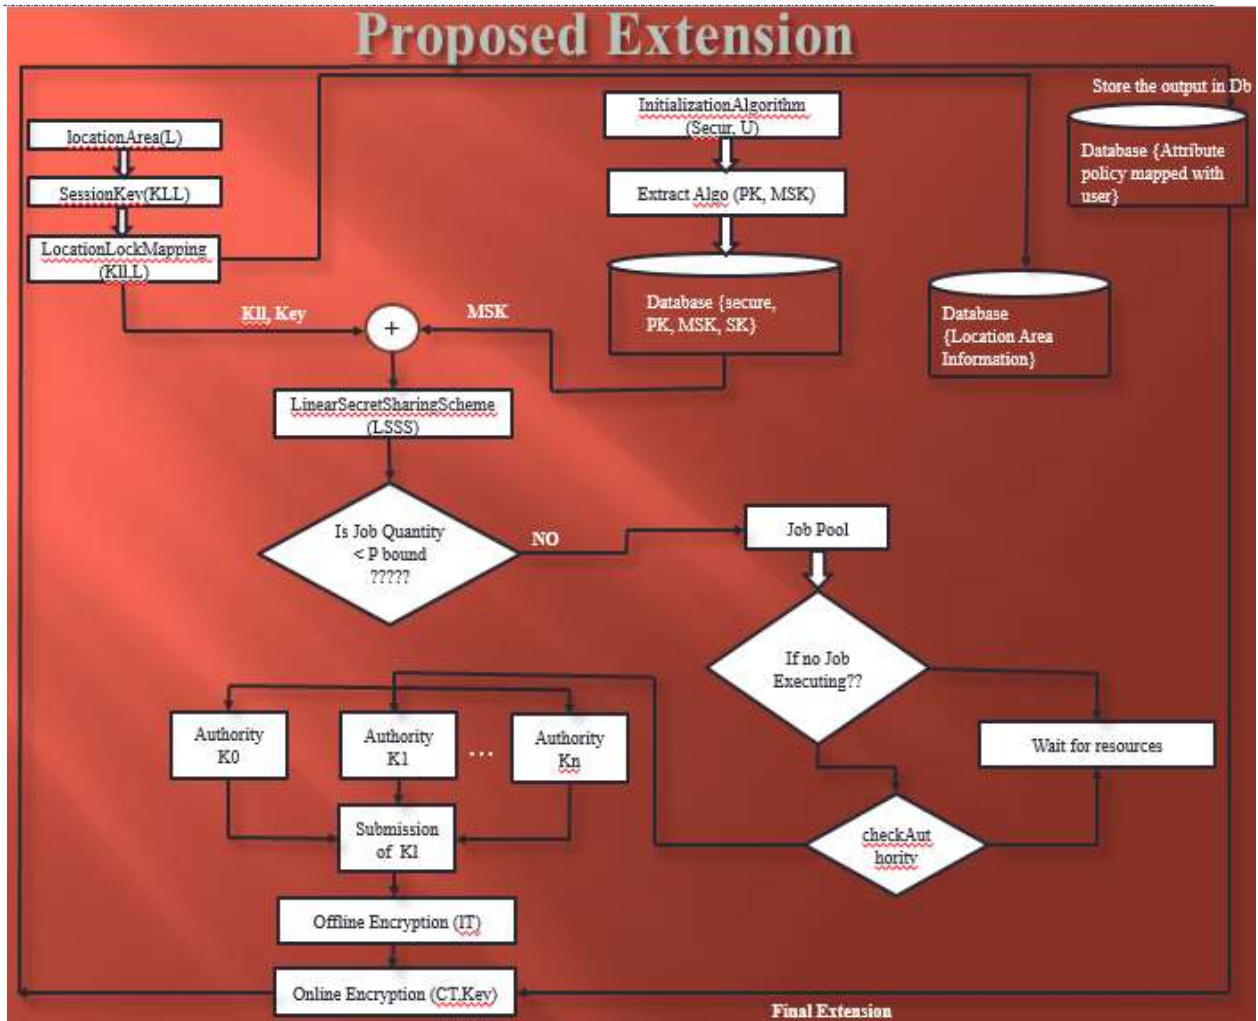 Proposed Extension
Store the output in Db
locationArea(L)
SessionKey(KLL)
LocationLockMapping
(Kll,L)
InitializationAlgorithm
(Secur, U)
Extract Algo (PK, MSK)
Database {secure,
PK, MSK, SK}
Database {Attribute
policy mapped with
user}
Database
{Location Area
Information}
Kll, Key
+
MSK
LinearSecretSharingScheme
(LSSS)
Is Job Quantity
< P bound
?????
NO
Job Pool
If no Job
Executing??
Wait for resources
checkAut
hority
Authority
K0
Authority
K1
...
Authority
Kn
Submission
of Kl
Offline Encryption (IT)
Online Encryption (CT,Key)
Final Extension